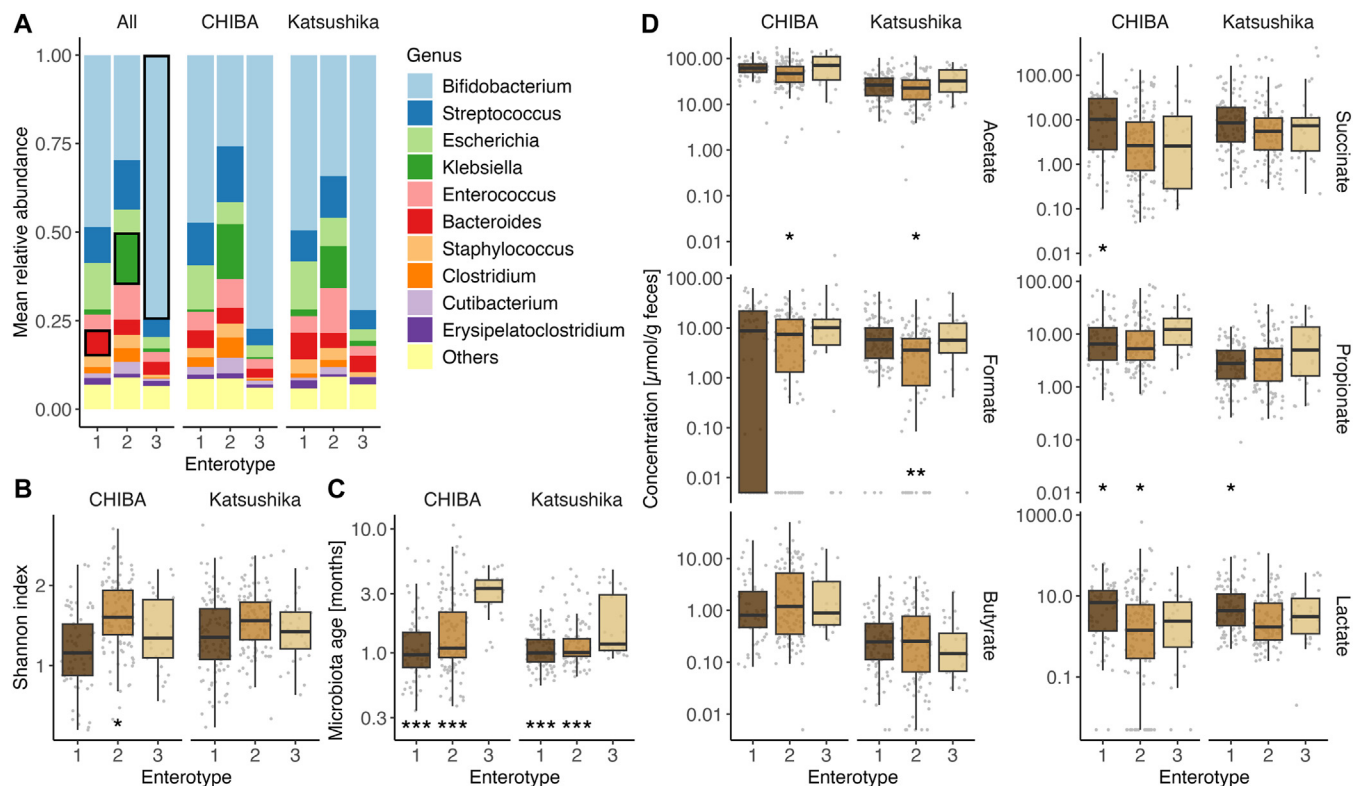 A
All
CHIBA
Katsushika
Mean relative abundance
1.00
0.75
0.50
0.25
0.00
1 2 3
1 2 3
1 2 3
Enterotype
Genus
Bifidobacterium
Streptococcus
Escherichia
Klebsiella
Enterococcus
Bacteroides
Staphylococcus
Clostridium
Cutibacterium
Erysipelatoclostridium
Others
B
CHIBA
Katsushika
Shannon index
2
1
*
1 2 3
1 2 3
Enterotype
C
CHIBA
Katsushika
Microbiota age [months]
10.0
3.0
1.0
0.3
*** ***
*** ***
1 2 3
1 2 3
Enterotype
D
CHIBA
Katsushika
Concentration [µmol/g feces]
100.00
10.00
1.00
0.10
0.01
*
*
Acetate
100.00
10.00
1.00
0.10
0.01
**
Formate
10.00
1.00
0.10
0.01
Butyrate
1 2 3
1 2 3
Enterotype
CHIBA
Katsushika
100.00
10.00
1.00
0.10
0.01
*
Succinate
100.00
10.00
1.00
0.10
0.01
* *
*
Propionate
1000.0
10.0
0.1
Lactate
1 2 3
1 2 3
Enterotype